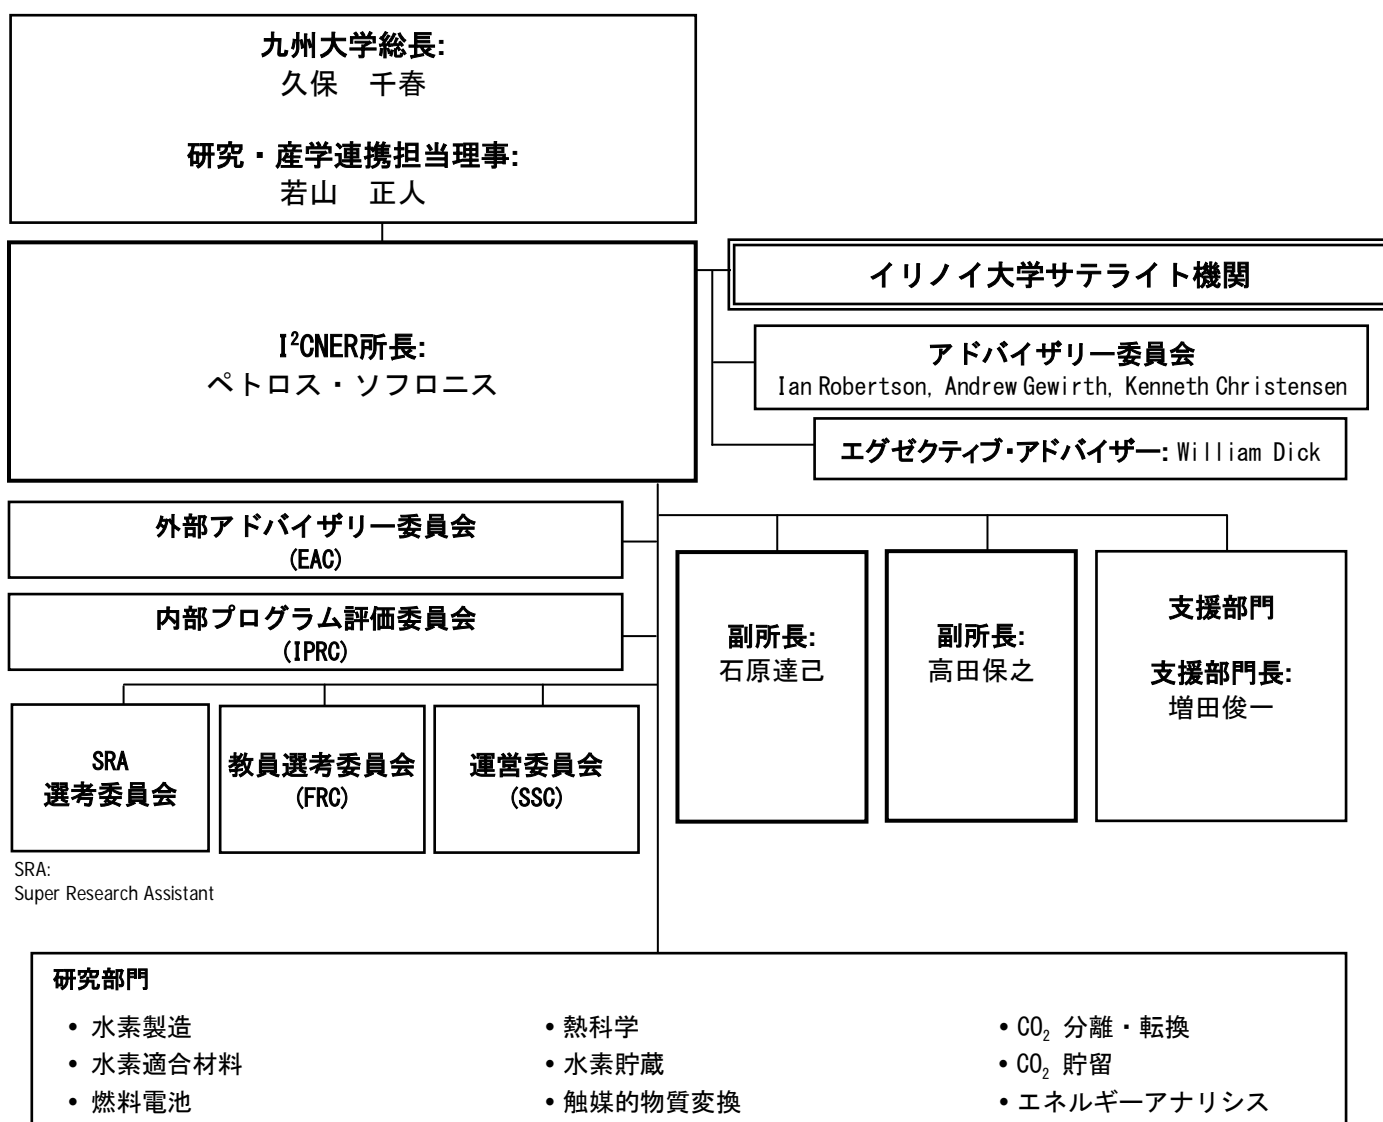 九州大学総長:
久保　千春
研究・産学連携担当理事:
若山　正人
I²CNER所長:
ペトロス・ソフロニス
イリノイ大学サテライト機関
アドバイザリー委員会
Ian Robertson, Andrew Gewirth, Kenneth Christensen
エグゼクティブ・アドバイザー: William Dick
外部アドバイザリー委員会
(EAC)
内部プログラム評価委員会
(IPRC)
SRA
選考委員会
教員選考委員会
(FRC)
運営委員会
(SSC)
副所長:
石原達己
副所長:
高田保之
支援部門
支援部門長:
増田俊一
SRA:
Super Research Assistant
研究部門
• 水素製造
• 水素適合材料
• 燃料電池
• 熱科学
• 水素貯蔵
• 触媒的物質変換
• CO₂ 分離・転換
• CO₂ 貯留
• エネルギーアナリシス